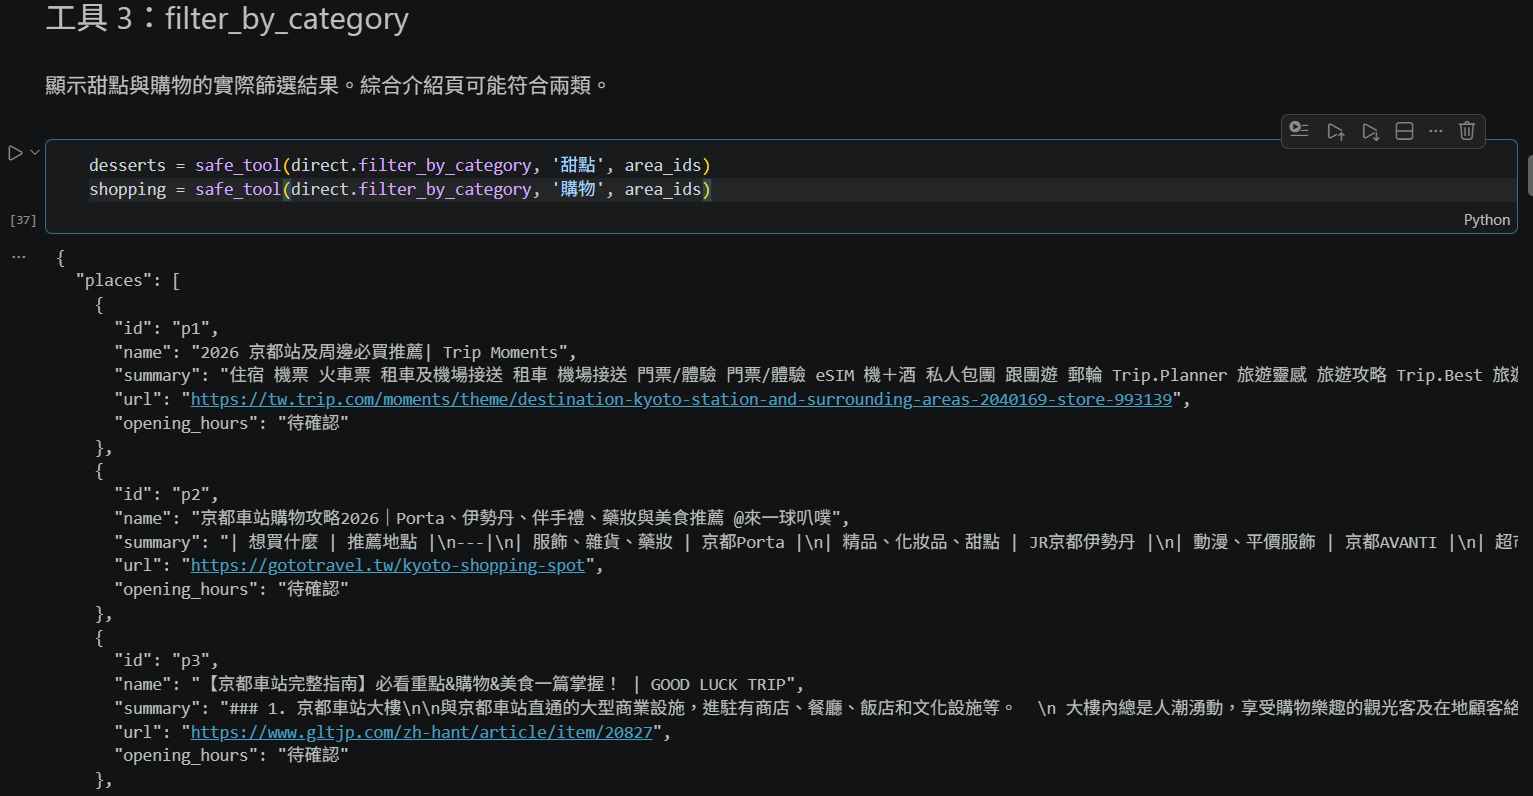 工具 3：filter_by_category
顯示甜點與購物的實際篩選結果。綜合介紹頁可能符合兩類。
desserts = safe_tool(direct.filter_by_category, '甜點', area_ids)
shopping = safe_tool(direct.filter_by_category, '購物', area_ids)
[37]
Python
{
"places": [
{
"id": "p1",
"name": "2026 京都站及周邊必買推薦| Trip Moments",
"summary": "住宿 機票 火車票 租車及機場接送 租車 機場接送 門票/體驗 門票/體驗 eSIM 機＋酒 私人包團 跟團遊 郵輪 Trip.Planner 旅遊靈感 旅遊攻略 Trip.Best 旅遊
"url": "https://tw.trip.com/moments/theme/destination-kyoto-station-and-surrounding-areas-2040169-store-993139",
"opening_hours": "待確認"
},
{
"id": "p2",
"name": "京都車站購物攻略2026｜Porta、伊勢丹、伴手禮、藥妝與美食推薦 @來一球叭噗",
"summary": "| 想買什麼 | 推薦地點 |\n---|\n| 服飾、雜貨、藥妝 | 京都Porta |\n| 精品、化妝品、甜點 | JR京都伊勢丹 |\n| 動漫、平價服飾 | 京都AVANTI |\n| 超市
"url": "https://gototravel.tw/kyoto-shopping-spot",
"opening_hours": "待確認"
},
{
"id": "p3",
"name": "【京都車站完整指南】必看重點&購物&美食一篇掌握！ | GOOD LUCK TRIP",
"summary": "### 1. 京都車站大樓\n\n與京都車站直通的大型商業設施，進駐有商店、餐廳、飯店和文化設施等。  \n 大樓內總是人潮湧動，享受購物樂趣的觀光客及在地顧客絡
"url": "https://www.gltjp.com/zh-hant/article/item/20827",
"opening_hours": "待確認"
},